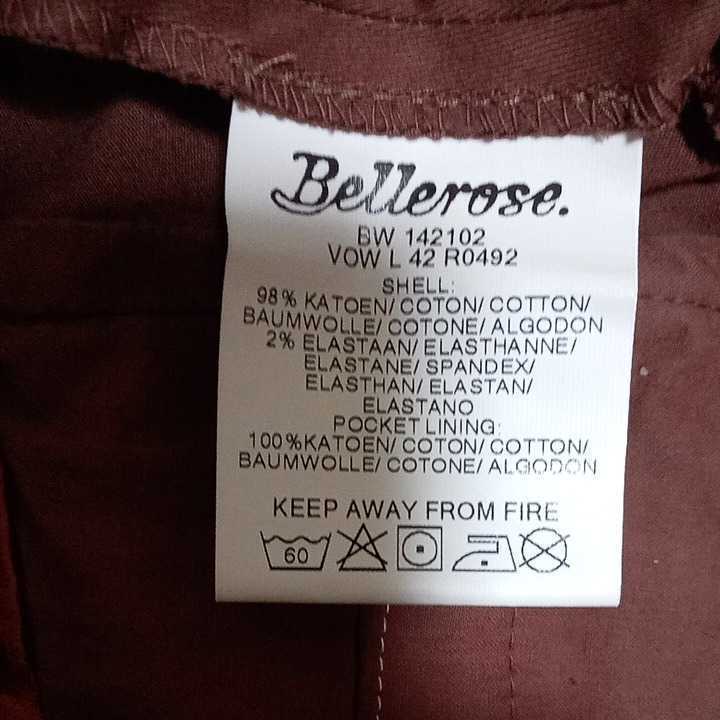 Bellerose.
BW 142102
VOW L 42 R0492
SHELL:
98% KATOEN/ COTON/ COTTON/
BAUMWOLLE/ COTONE/ ALGODON
2% ELASTAAN/ ELASTHANNE/
ELASTANE/ SPANDEX/
ELASTHAN/ ELASTAN/
ELASTANO
POCKET LINING:
100%KATOEN/ COTON/ COTTON/
BAUMWOLLE/ COTONE/ ALGODON
KEEP AWAY FROM FIRE
60